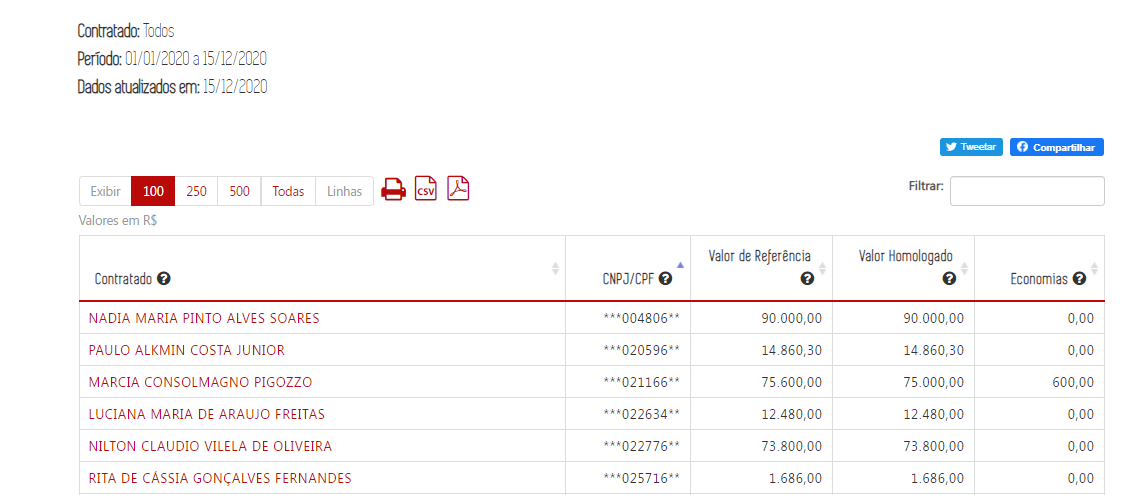 Contratado: Todos
Período: 01/01/2020 a 15/12/2020
Dados atualizados em: 15/12/2020
Tweetar Compartilhar
Exibir 100 250 500 Todas Linhas CSV Filtrar:
Valores em R$
Contratado ? CNPJ/CPF ? Valor de Referência ? Valor Homologado ? Economias ?
NADIA MARIA PINTO ALVES SOARES ***004806** 90.000,00 90.000,00 0,00
PAULO ALKMIN COSTA JUNIOR ***020596** 14.860,30 14.860,30 0,00
MARCIA CONSOLMAGNO PIGOZZO ***021166** 75.600,00 75.000,00 600,00
LUCIANA MARIA DE ARAUJO FREITAS ***022634** 12.480,00 12.480,00 0,00
NILTON CLAUDIO VILELA DE OLIVEIRA ***022776** 73.800,00 73.800,00 0,00
RITA DE CÁSSIA GONÇALVES FERNANDES ***025716** 1.686,00 1.686,00 0,00